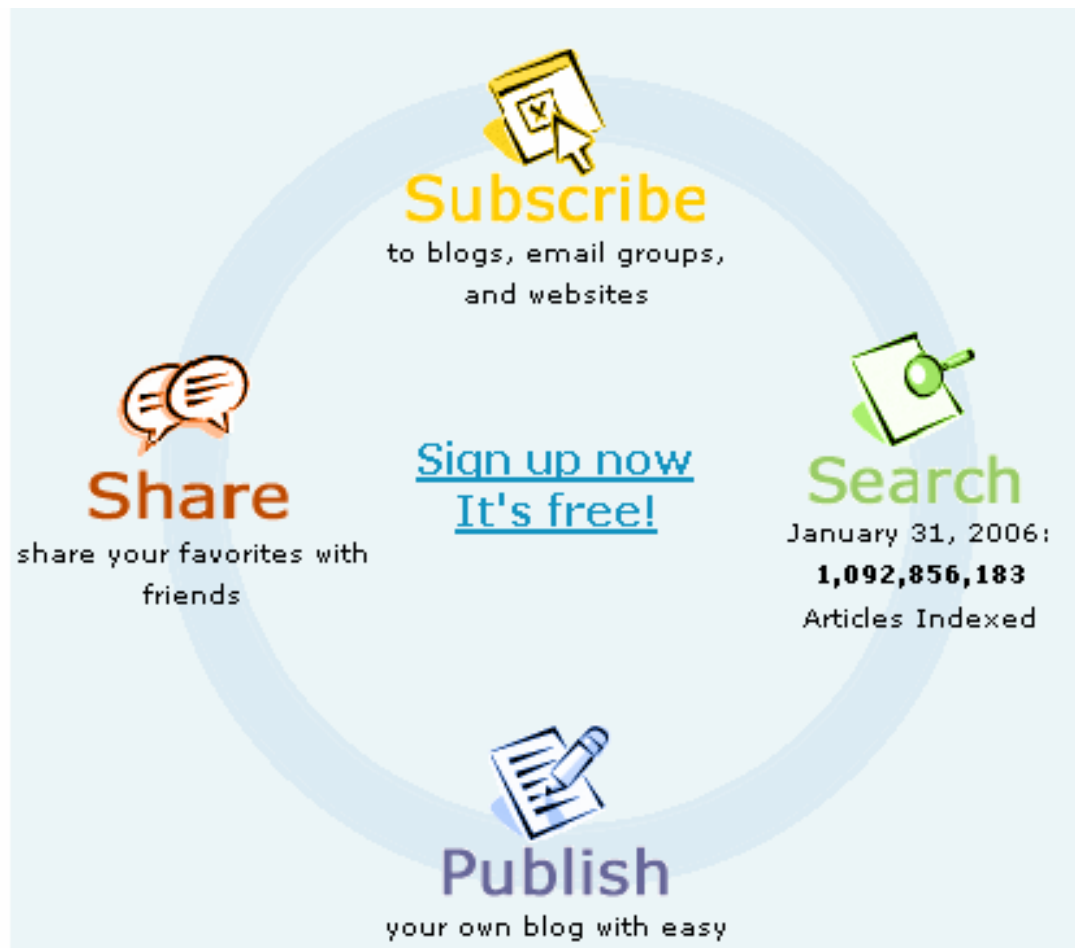 Subscribe
to blogs, email groups,
and websites
Share
share your favorites with
friends
Sign up now
It's free!
Search
January 31, 2006:
1,092,856,183
Articles Indexed
Publish
your own blog with easy